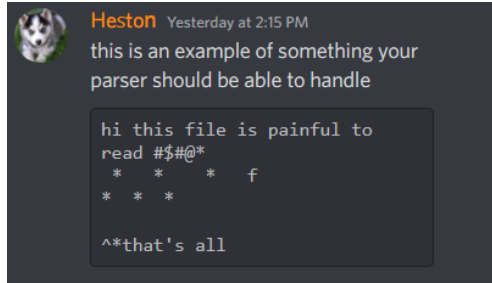 Heston Yesterday at 2:15 PM
this is an example of something your
parser should be able to handle
hi this file is painful to
read #$#@*
 *   *    *   f
*  *  *

^*that's all